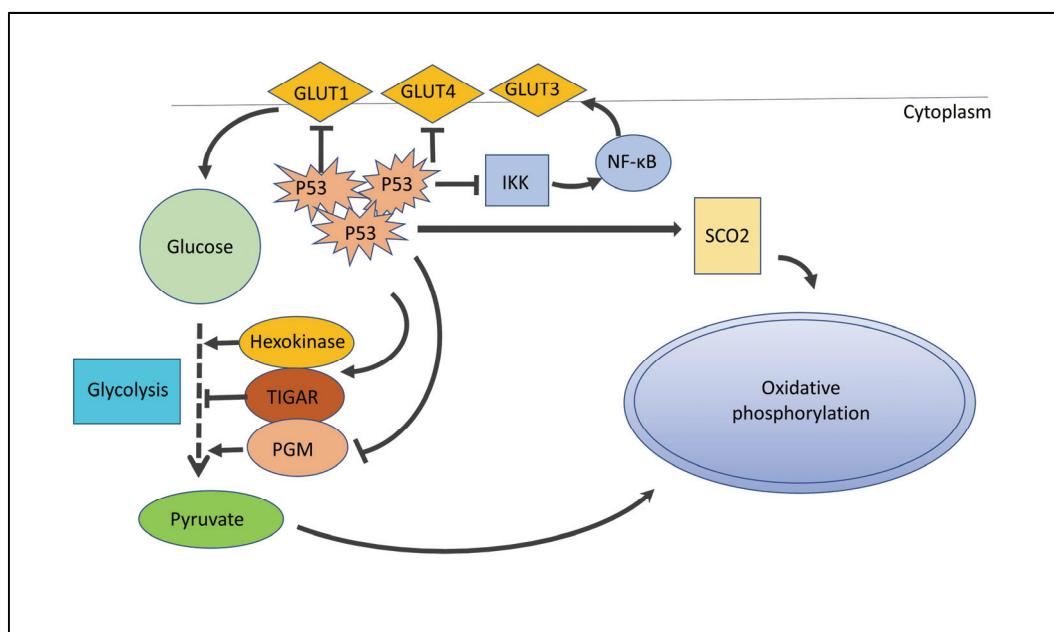 GLUT1
GLUT4
GLUT3
Cytoplasm
P53
P53
P53
IKK
NF-κB
SCO2
Glucose
Hexokinase
Glycolysis
TIGAR
PGM
Oxidative
phosphorylation
Pyruvate